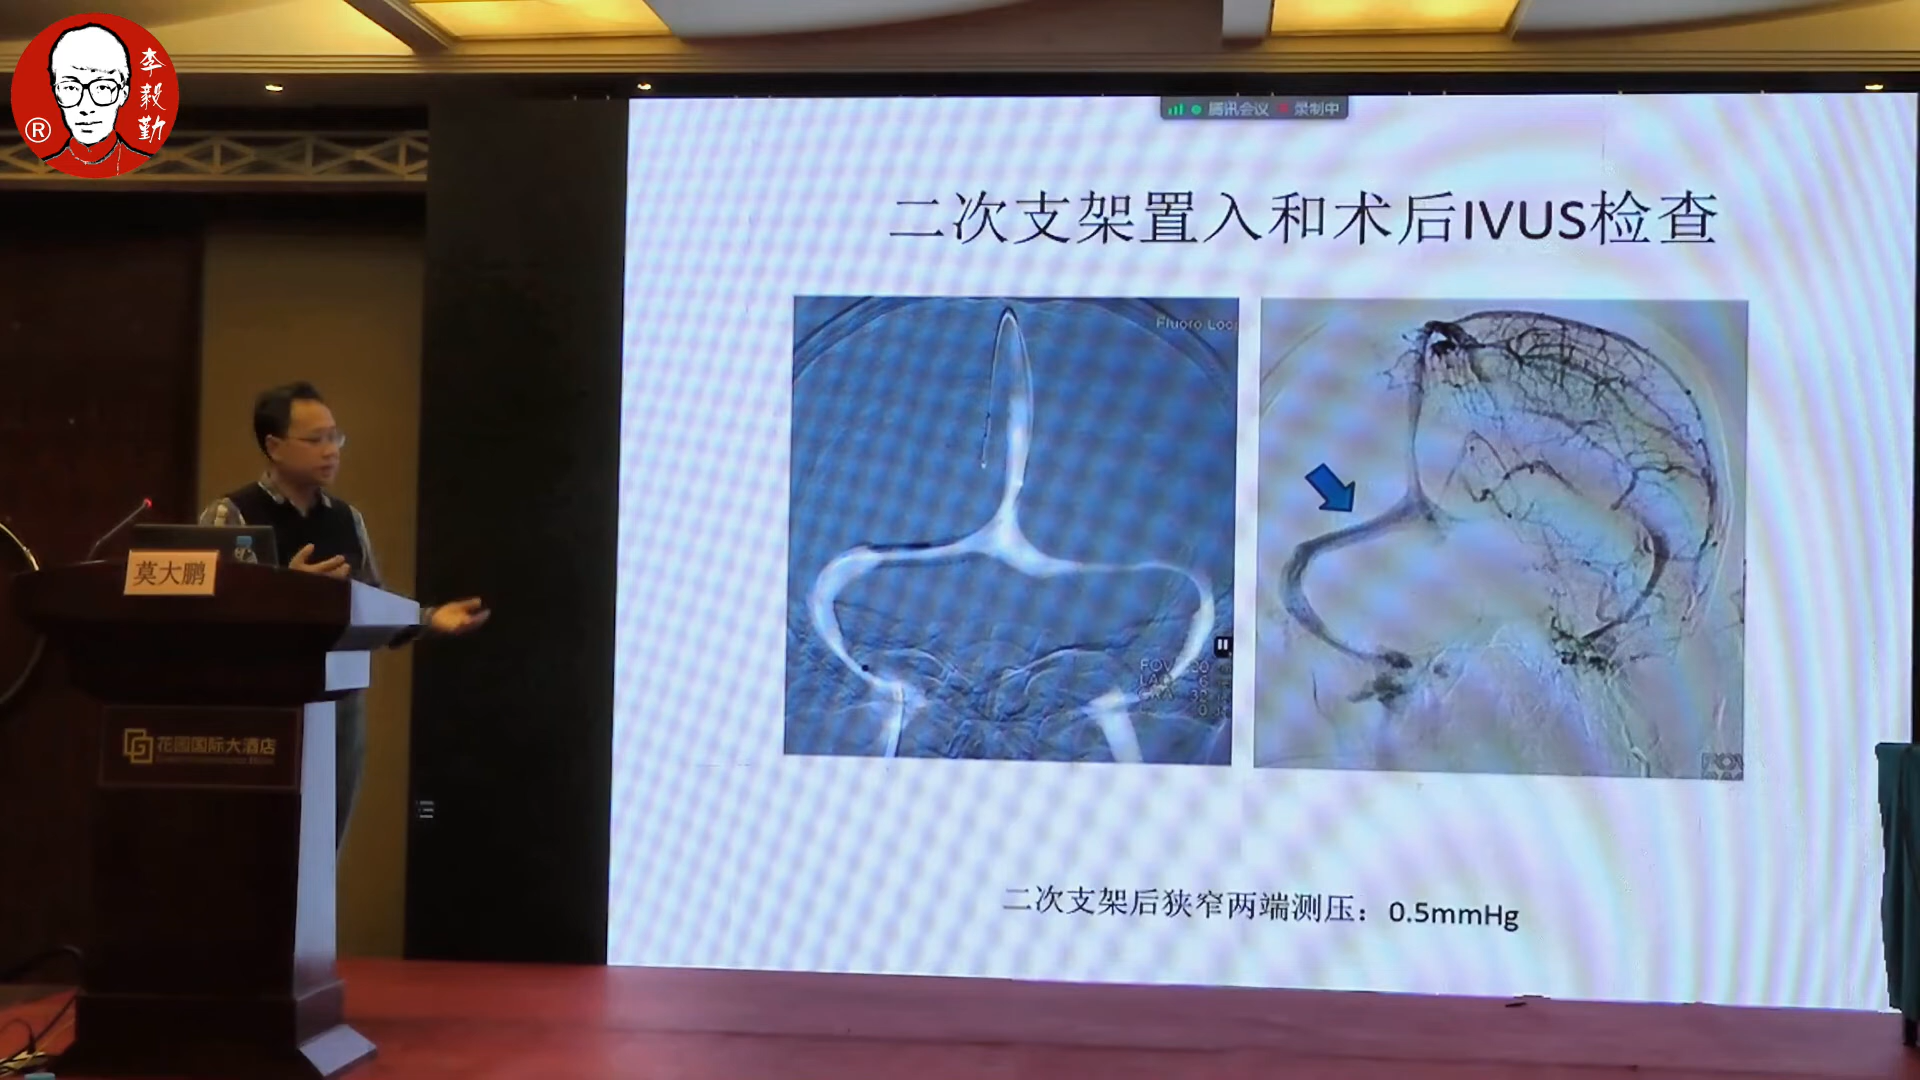 李毅勤
®
腾讯会议 录制中
二次支架置入和术后IVUS检查
Fluoro Loop
二次支架后狭窄两端测压：0.5mmHg
莫大鹏
花园国际大酒店